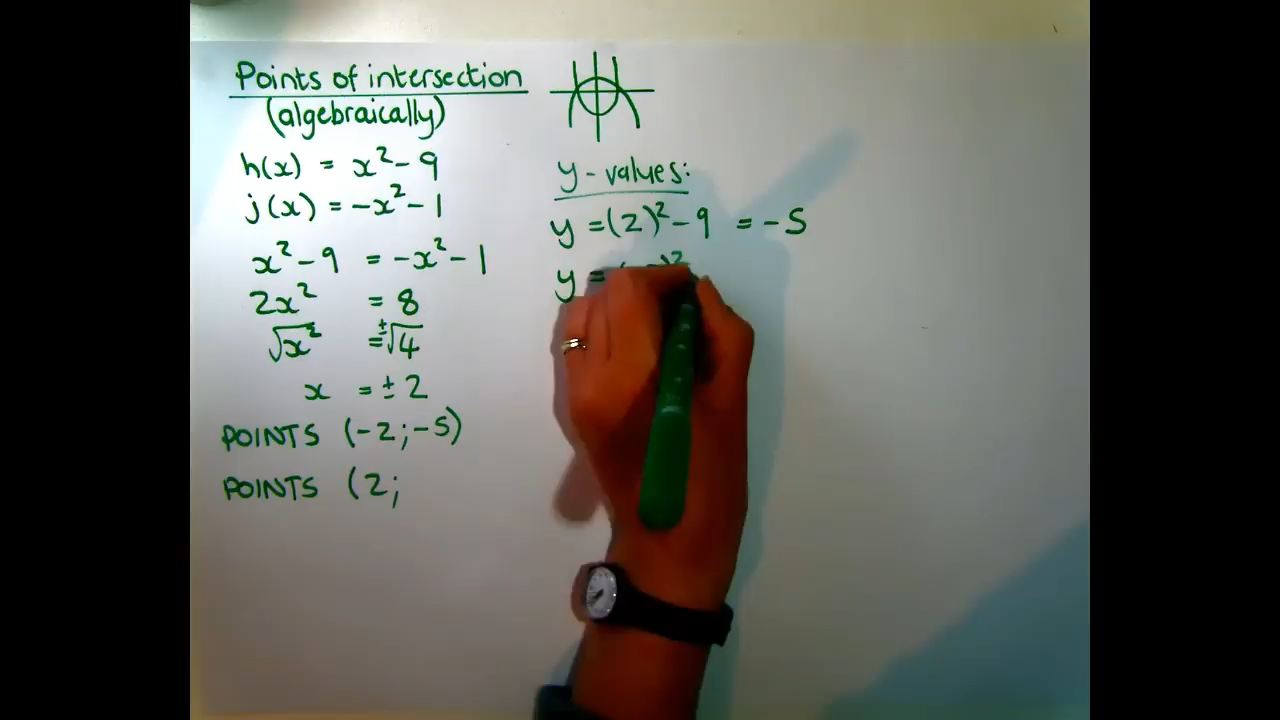 Points of intersection
(algebraically)
h(x) = x² - 9
j(x) = -x² - 1
x² - 9 = -x² - 1
2x² = 8
√x² = ±√4
x = ± 2
POINTS (-2; -5)
POINTS (2;
y - values:
y = (2)² - 9 = -5
y =